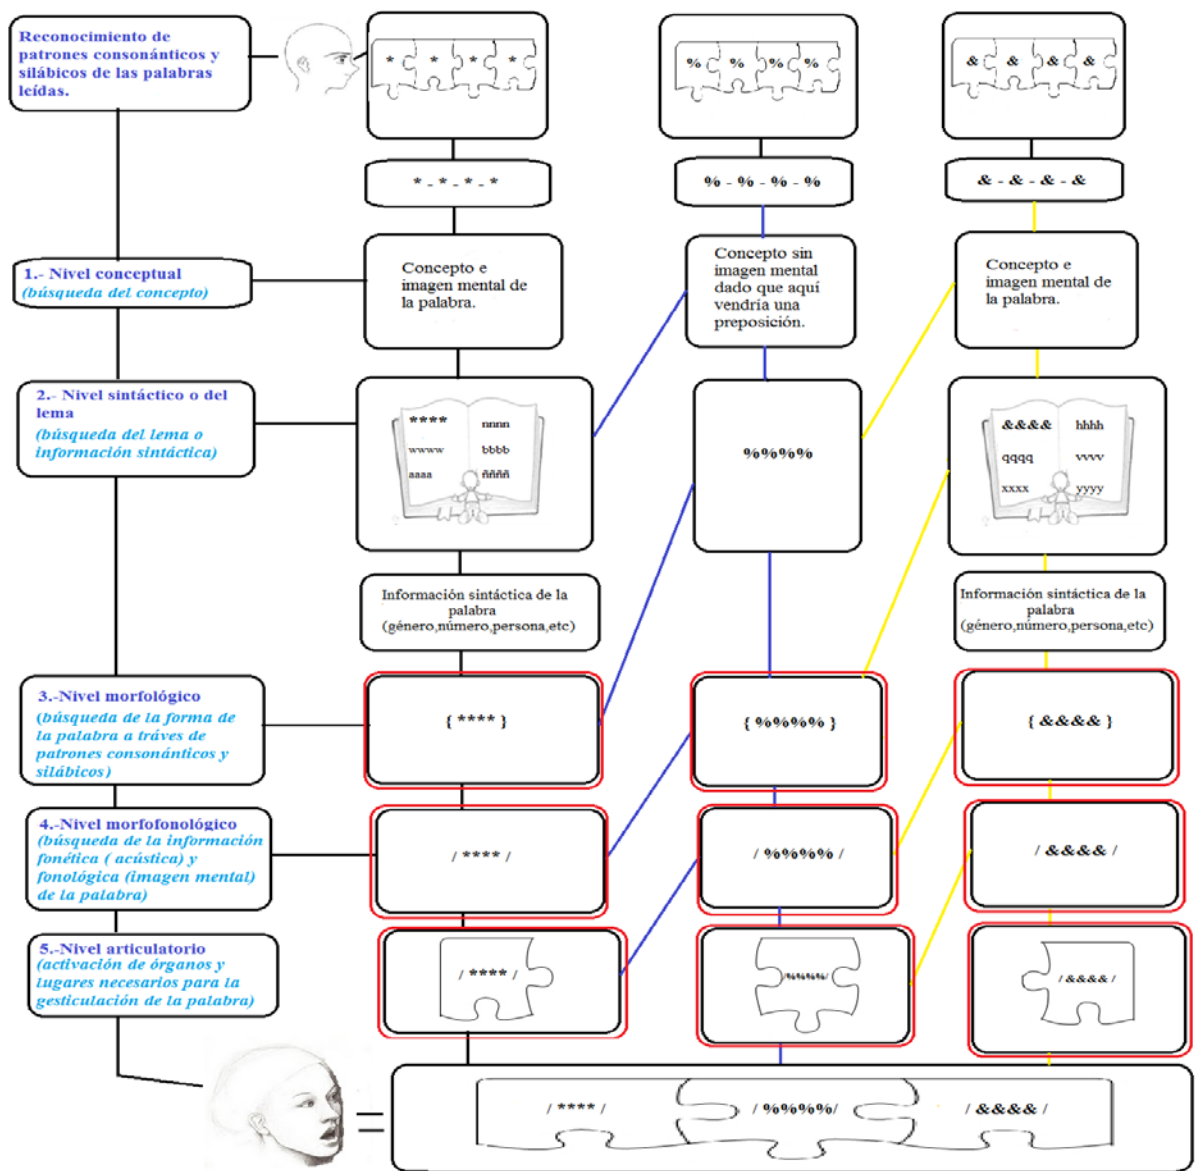 Reconocimiento de
patrones consonánticos y
silábicos de las palabras
leídas.
* * * *
% % % %
& & & &
* - * - * - *
% - % - % - %
& - & - & - &
1.- Nivel conceptual
(búsqueda del concepto)
Concepto e
imagen mental de
la palabra.
Concepto sin
imagen mental
dado que aquí
vendría una
preposición.
Concepto e
imagen mental de
la palabra.
2.- Nivel sintáctico o del
lema
(búsqueda del lema o
información sintáctica)
**** nnnn
wwww bbbb
aaaa ññññ
%%%%
&&&& hhhh
qqqq vvvv
xxxx yyyy
Información sintáctica de la
palabra
(género,número,persona,etc)
Información sintáctica de la
palabra
(género,número,persona,etc)
3.-Nivel morfológico
(búsqueda de la forma de
la palabra a tráves de
patrones consonánticos y
silábicos)
{ **** }
{ %%%% }
{ &&&& }
4.-Nivel morfofonológico
(búsqueda de la información
fonética ( acústica) y
fonológica (imagen mental)
de la palabra)
/ **** /
/ %%%% /
/ &&&& /
5.-Nivel articulatorio
(activación de órganos y
lugares necesarios para la
gesticulación de la palabra)
/ **** /
/%%%%/
/ &&&& /
=
/ **** /
/ %%%%/
/ &&&& /